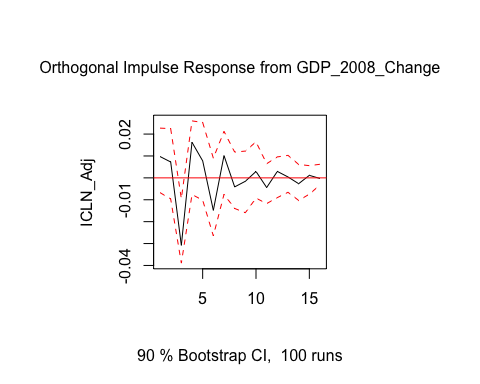 Orthogonal Impulse Response from GDP_2008_Change
ICLN_Adj
0.02
-0.01
-0.04
5 10 15
90 % Bootstrap CI, 100 runs